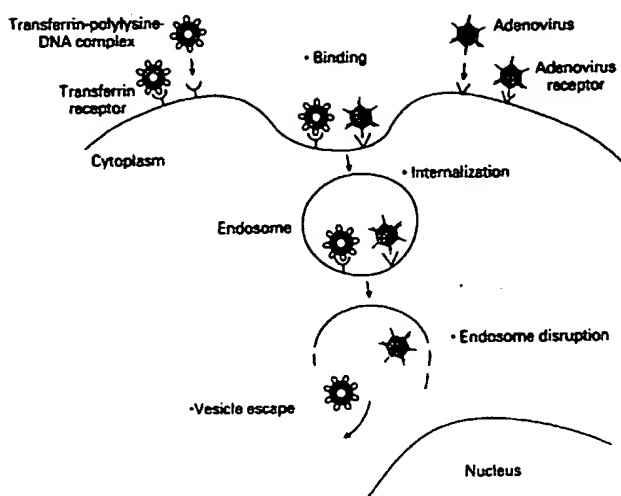 Transferrin-polylysine-
DNA complex
Adenovirus
• Binding
Adenovirus
receptor
Transferrin
receptor
Cytoplasm
• Internalization
Endosome
• Endosome disruption
•Vesicle escape
Nucleus